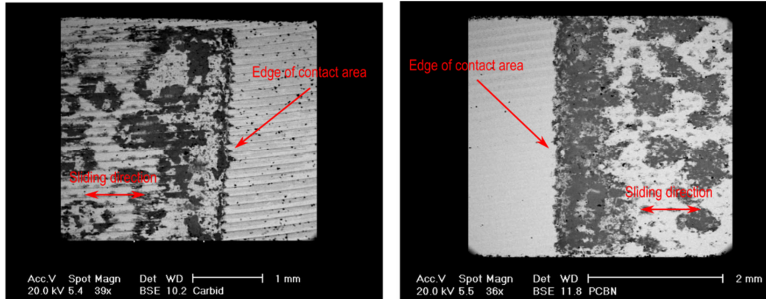 Edge of contact area
Sliding direction
Acc.V Spot Magn Det WD 1 mm
20.0 kV 5.4 39x BSE 10.2 Carbid
Edge of contact area
Sliding direction
Acc.V Spot Magn Det WD 2 mm
20.0 kV 5.5 36x BSE 11.8 PCBN